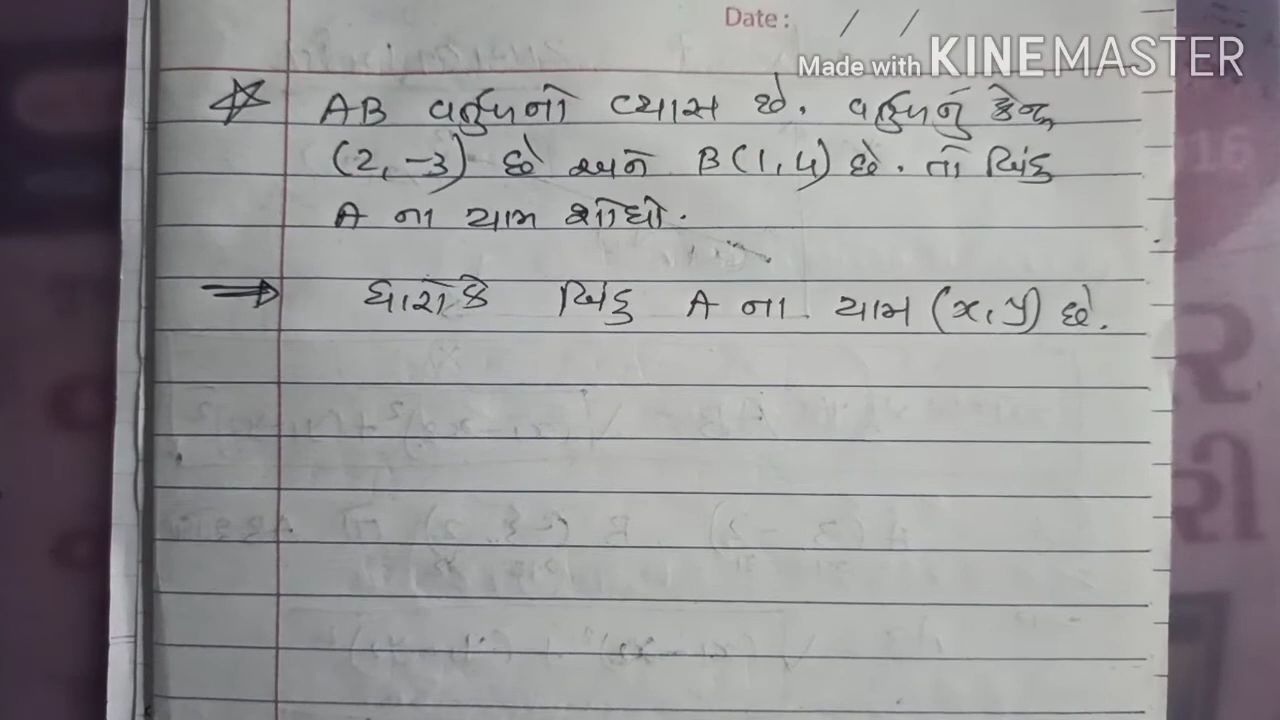 Date: / /
Made with KINEMASTER
AB વર્તુળનો વ્યાસ છે. વર્તુળનું કેન્દ્ર
(2, -3) છે અને B(1, 4) છે. તો બિંદુ
A ના યામ શોધો.
⇒ ધારોકે બિંદુ A ના યામ (x, y) છે.